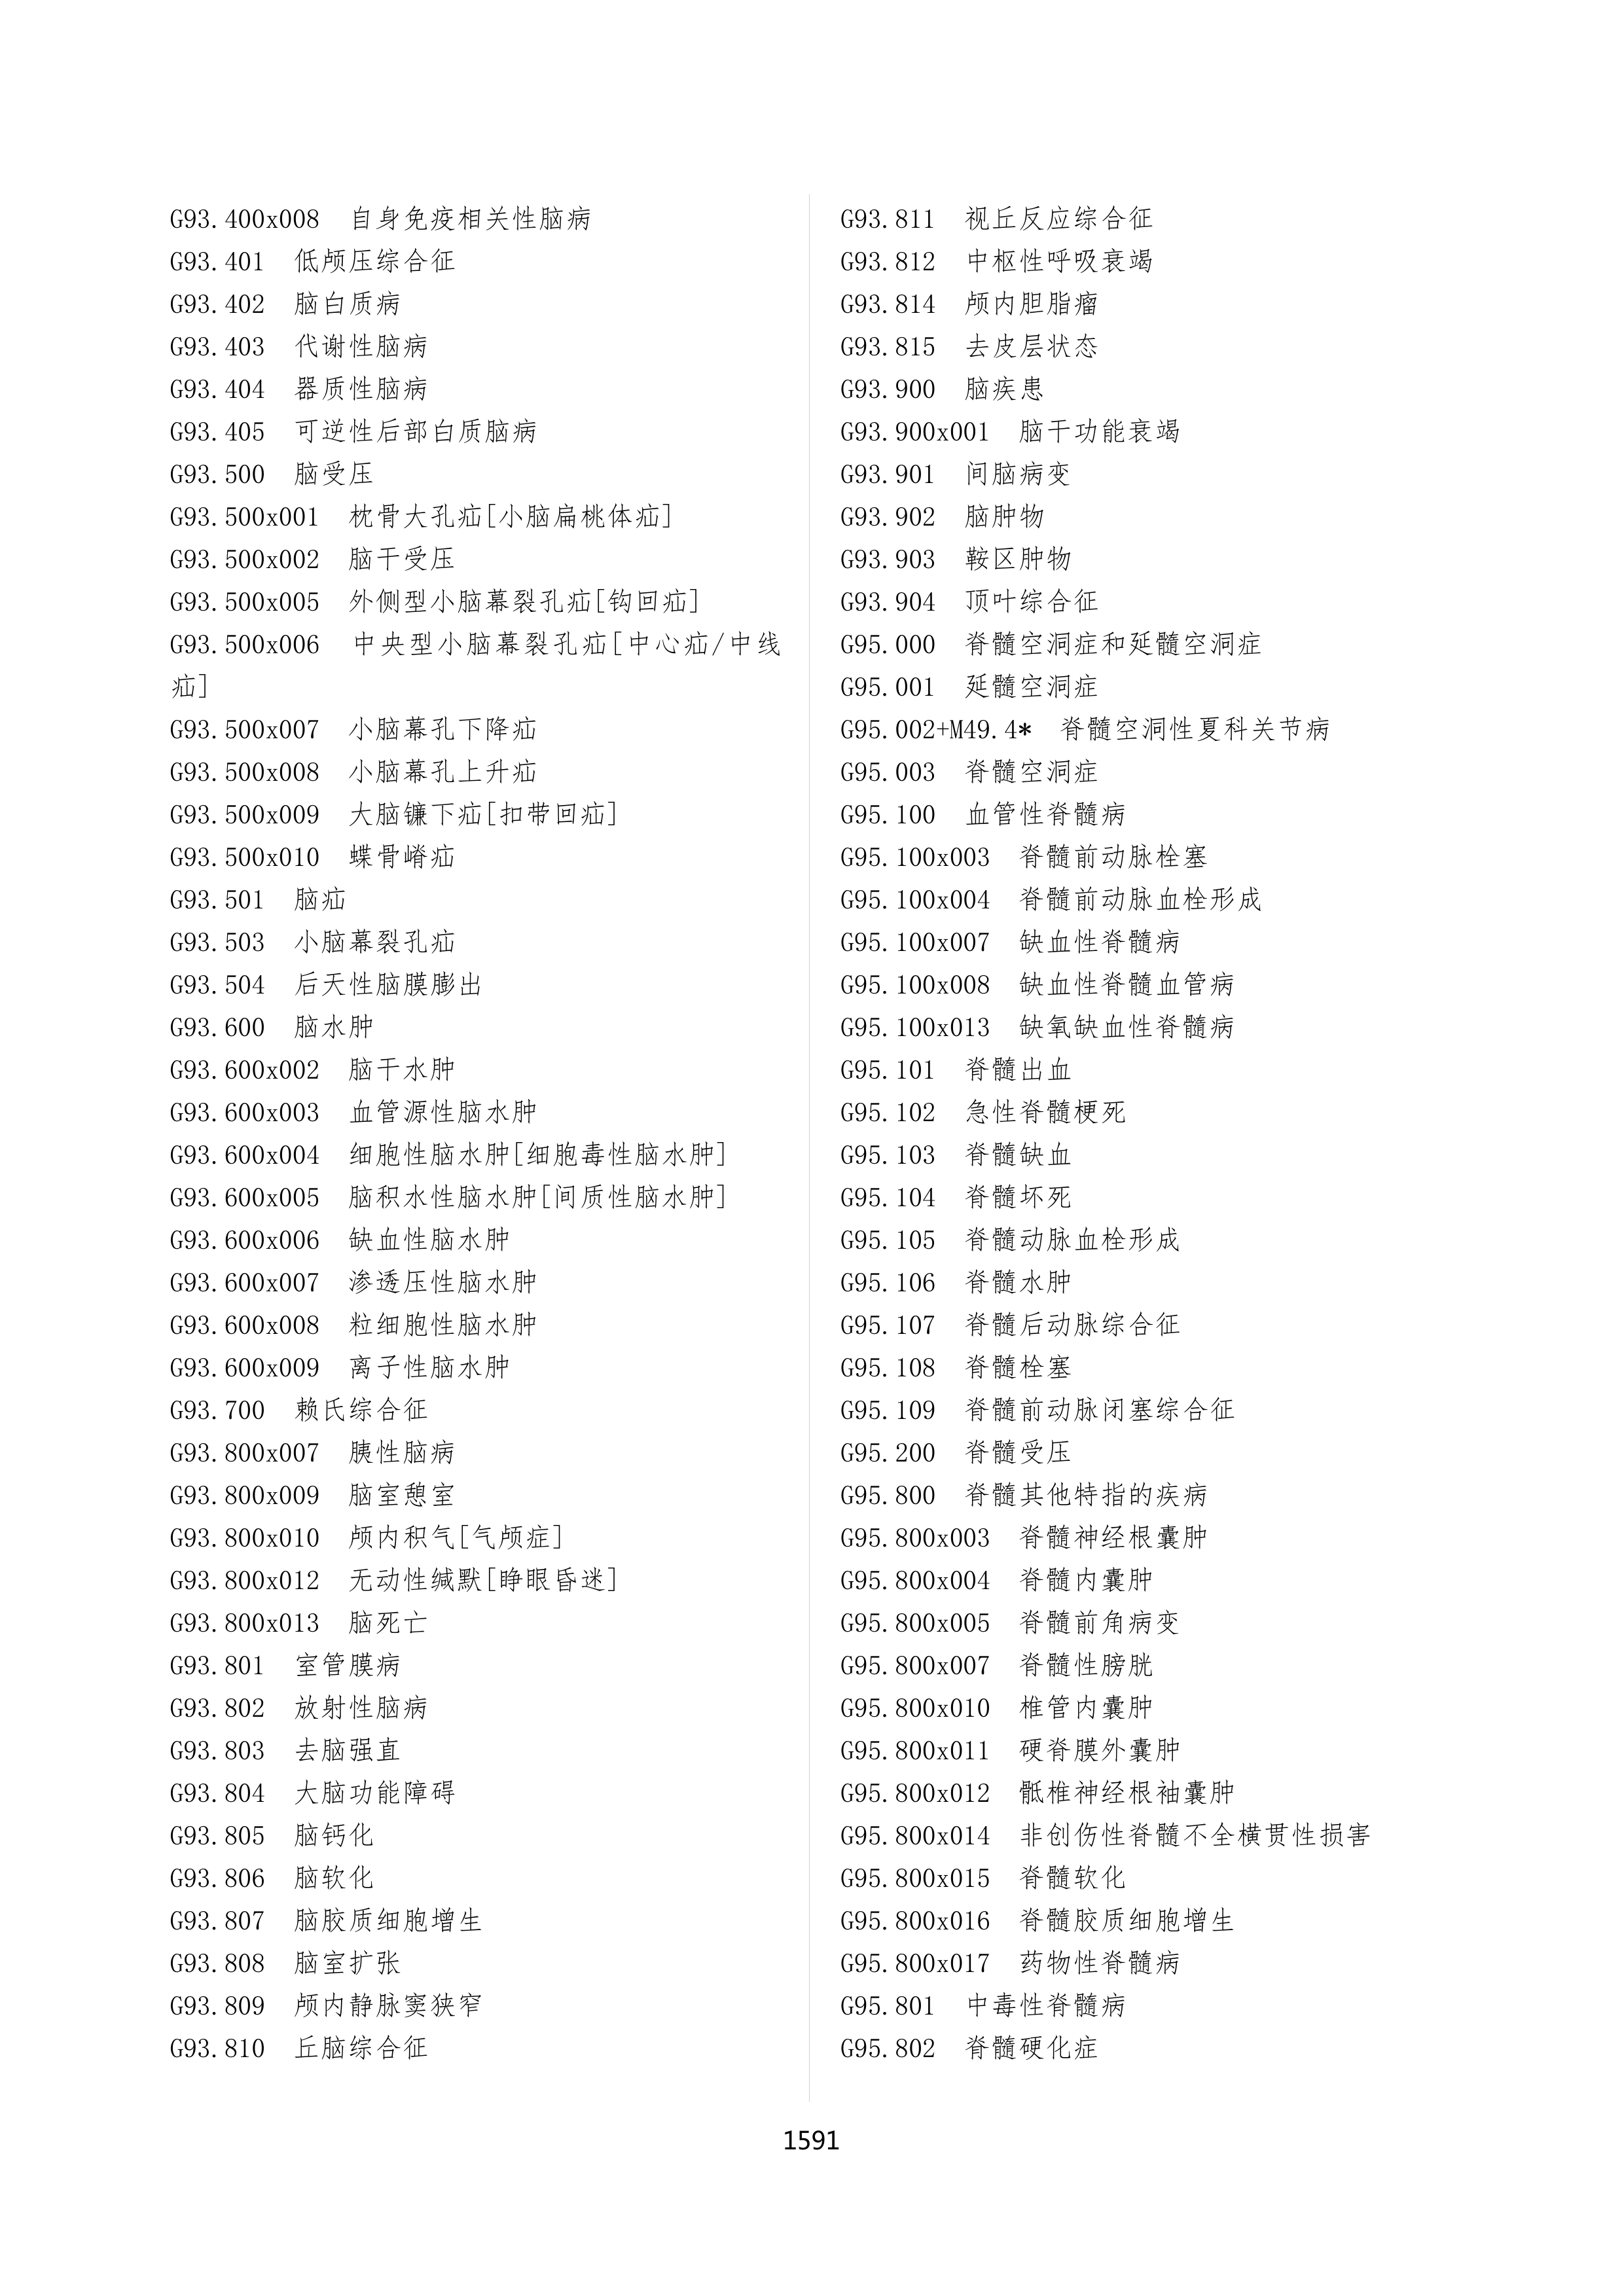 G93.400x008 自身免疫相关性脑病
G93.401 低颅压综合征
G93.402 脑白质病
G93.403 代谢性脑病
G93.404 器质性脑病
G93.405 可逆性后部白质脑病
G93.500 脑受压
G93.500x001 枕骨大孔疝[小脑扁桃体疝]
G93.500x002 脑干受压
G93.500x005 外侧型小脑幕裂孔疝[钩回疝]
G93.500x006 中央型小脑幕裂孔疝[中心疝/中线
疝]
G93.500x007 小脑幕孔下降疝
G93.500x008 小脑幕孔上升疝
G93.500x009 大脑镰下疝[扣带回疝]
G93.500x010 蝶骨嵴疝
G93.501 脑疝
G93.503 小脑幕裂孔疝
G93.504 后天性脑膜膨出
G93.600 脑水肿
G93.600x002 脑干水肿
G93.600x003 血管源性脑水肿
G93.600x004 细胞性脑水肿[细胞毒性脑水肿]
G93.600x005 脑积水性脑水肿[间质性脑水肿]
G93.600x006 缺血性脑水肿
G93.600x007 渗透压性脑水肿
G93.600x008 粒细胞性脑水肿
G93.600x009 离子性脑水肿
G93.700 赖氏综合征
G93.800x007 胰性脑病
G93.800x009 脑室憩室
G93.800x010 颅内积气[气颅症]
G93.800x012 无动性缄默[睁眼昏迷]
G93.800x013 脑死亡
G93.801 室管膜病
G93.802 放射性脑病
G93.803 去脑强直
G93.804 大脑功能障碍
G93.805 脑钙化
G93.806 脑软化
G93.807 脑胶质细胞增生
G93.808 脑室扩张
G93.809 颅内静脉窦狭窄
G93.810 丘脑综合征
G93.811 视丘反应综合征
G93.812 中枢性呼吸衰竭
G93.814 颅内胆脂瘤
G93.815 去皮层状态
G93.900 脑疾患
G93.900x001 脑干功能衰竭
G93.901 间脑病变
G93.902 脑肿物
G93.903 鞍区肿物
G93.904 顶叶综合征
G95.000 脊髓空洞症和延髓空洞症
G95.001 延髓空洞症
G95.002+M49.4* 脊髓空洞性夏科关节病
G95.003 脊髓空洞症
G95.100 血管性脊髓病
G95.100x003 脊髓前动脉栓塞
G95.100x004 脊髓前动脉血栓形成
G95.100x007 缺血性脊髓病
G95.100x008 缺血性脊髓血管病
G95.100x013 缺氧缺血性脊髓病
G95.101 脊髓出血
G95.102 急性脊髓梗死
G95.103 脊髓缺血
G95.104 脊髓坏死
G95.105 脊髓动脉血栓形成
G95.106 脊髓水肿
G95.107 脊髓后动脉综合征
G95.108 脊髓栓塞
G95.109 脊髓前动脉闭塞综合征
G95.200 脊髓受压
G95.800 脊髓其他特指的疾病
G95.800x003 脊髓神经根囊肿
G95.800x004 脊髓内囊肿
G95.800x005 脊髓前角病变
G95.800x007 脊髓性膀胱
G95.800x010 椎管内囊肿
G95.800x011 硬脊膜外囊肿
G95.800x012 骶椎神经根袖囊肿
G95.800x014 非创伤性脊髓不全横贯性损害
G95.800x015 脊髓软化
G95.800x016 脊髓胶质细胞增生
G95.800x017 药物性脊髓病
G95.801 中毒性脊髓病
G95.802 脊髓硬化症
1591